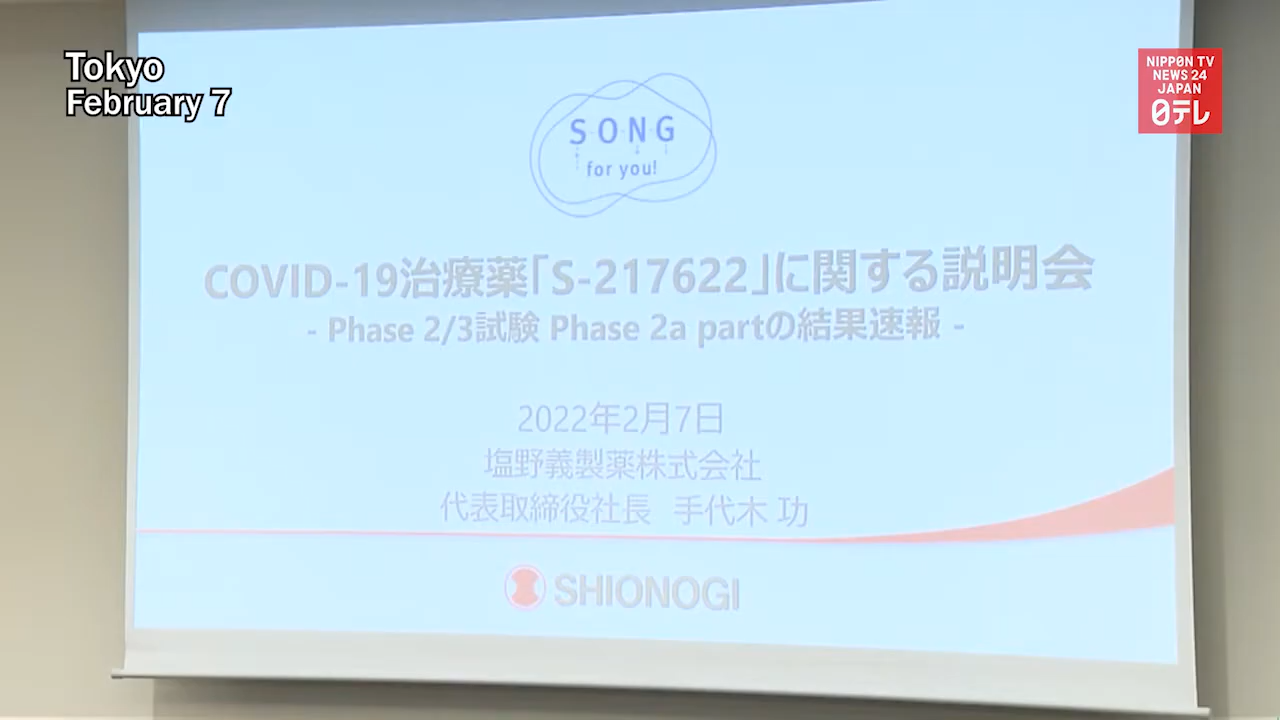 Tokyo
February 7
NIPPON TV
NEWS 24
JAPAN
日テレ
SONG
for you!
COVID-19治療薬「S-217622」に関する説明会
- Phase 2/3試験 Phase 2a partの結果速報 -
2022年2月7日
塩野義製薬株式会社
代表取締役社長 手代木 功
SHIONOGI